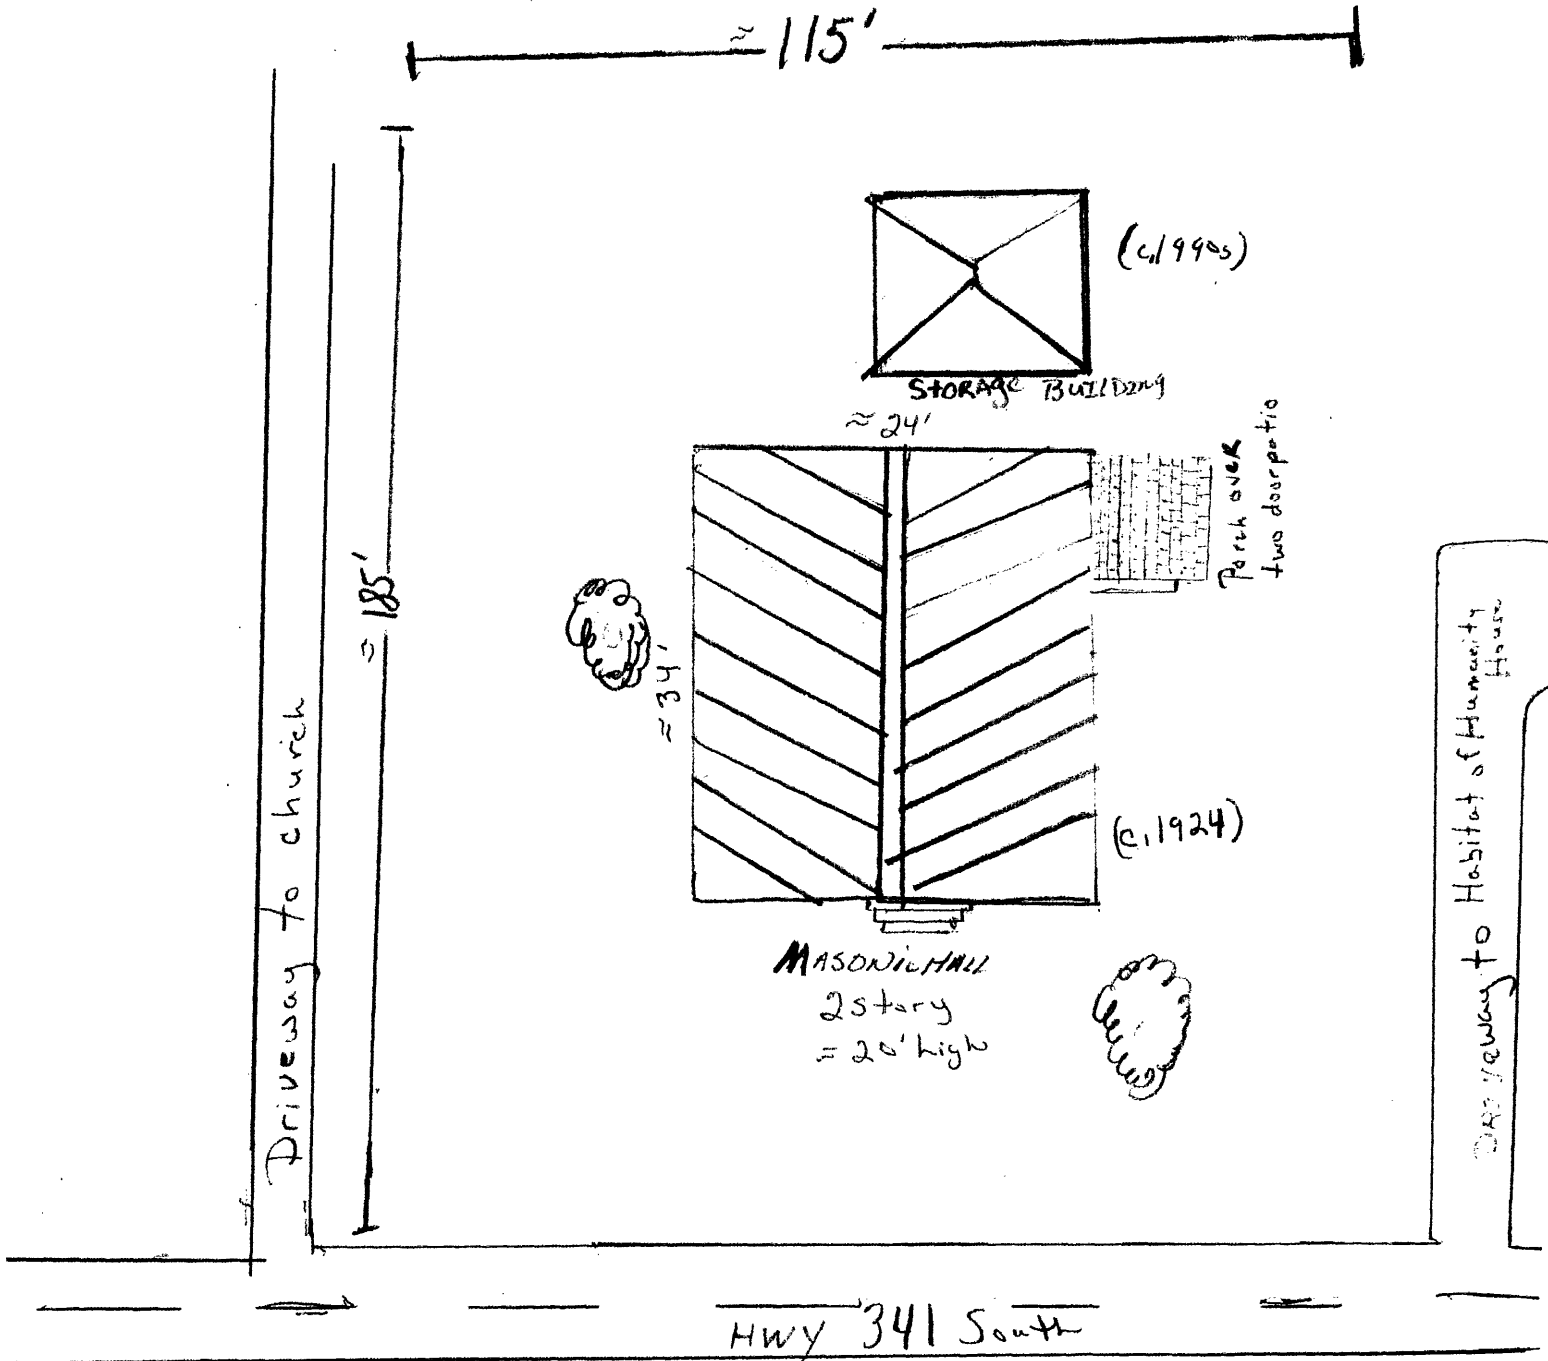 ≈ 115'
(c.1990s)
STORAGE BUILDING
≈ 24'
Porch over
two door patio
≈ 185'
≈ 34'
(c.1924)
MASONIC HALL
2 story
≈ 20' high
Driveway to church
Driveway to Habitat of Humanity
House
HWY 341 South